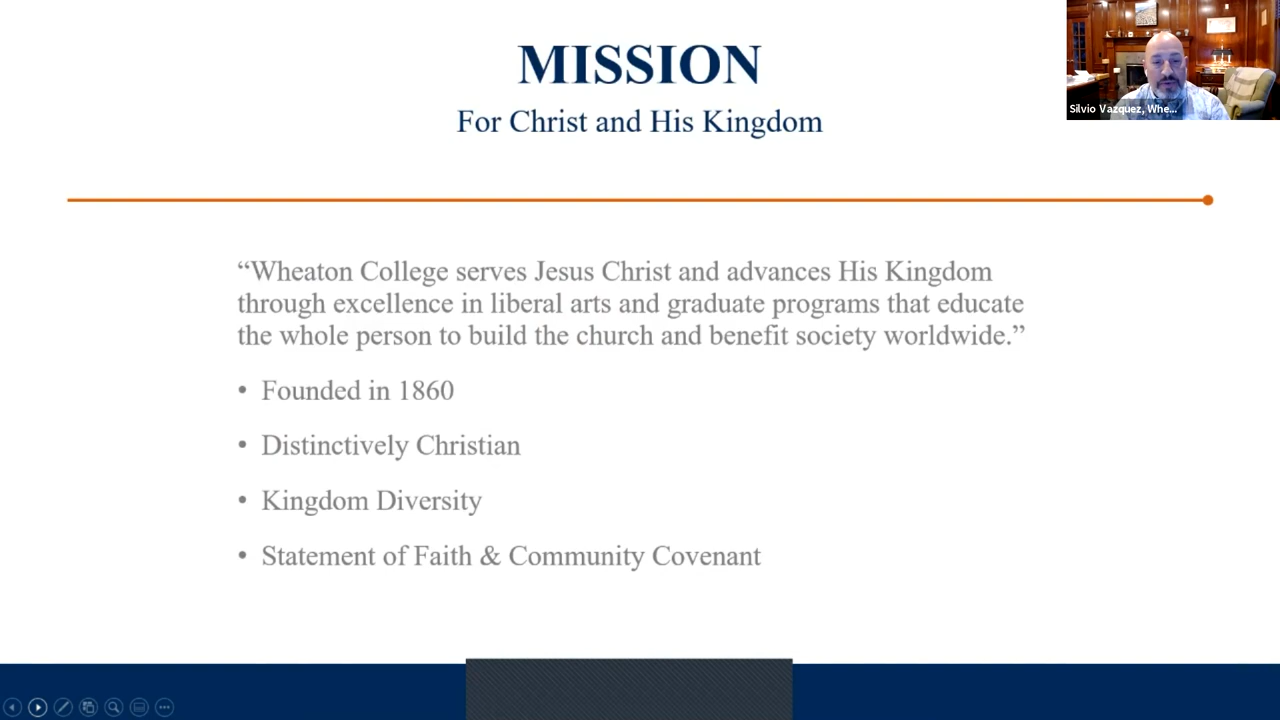 MISSION
For Christ and His Kingdom
Silvio Vazquez, Whe...
“Wheaton College serves Jesus Christ and advances His Kingdom
through excellence in liberal arts and graduate programs that educate
the whole person to build the church and benefit society worldwide.”
• Founded in 1860
• Distinctively Christian
• Kingdom Diversity
• Statement of Faith & Community Covenant